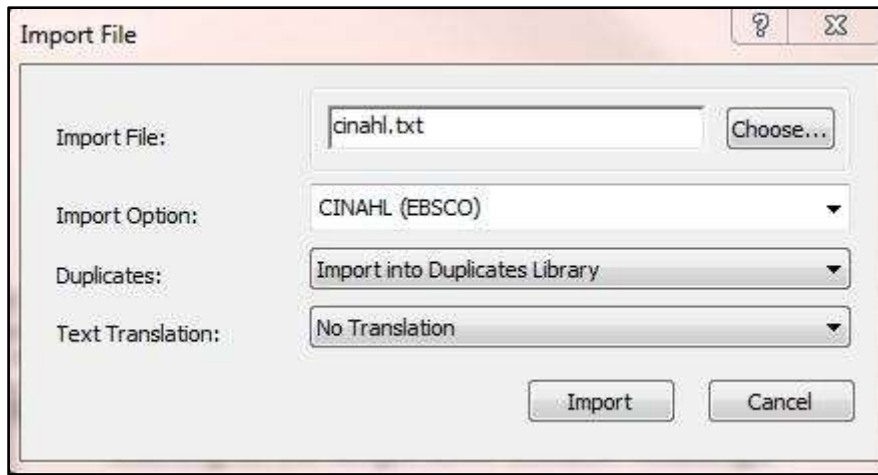 Import File
Import File: cinahl.txt Choose...
Import Option: CINAHL (EBSCO)
Duplicates: Import into Duplicates Library
Text Translation: No Translation
Import Cancel